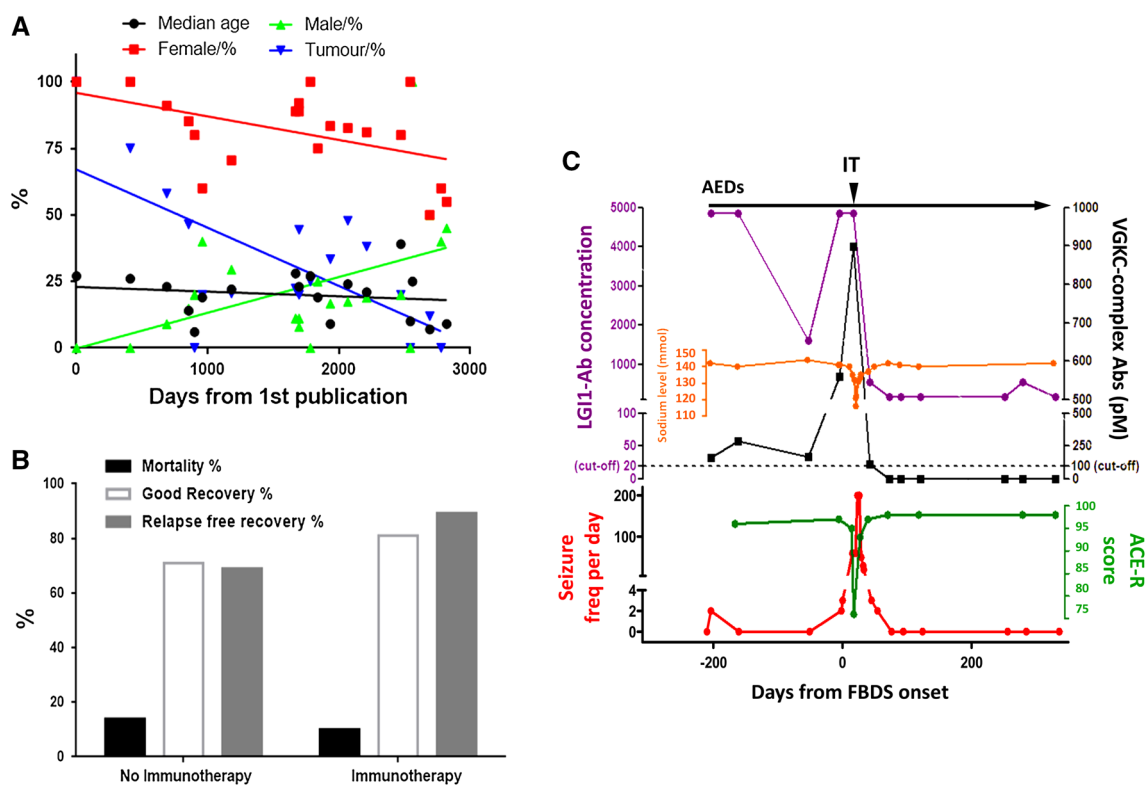 A
Median age
Male/%
Female/%
Tumour/%
100
75
50
25
0
%
0
1000
2000
3000
Days from 1st publication
B
Mortality %
Good Recovery %
Relapse free recovery %
100
80
60
40
20
0
%
No Immunotherapy
Immunotherapy
C
IT
AEDs
5000
4000
3000
2000
1000
100
50
(cut-off) 20
0
LGI1-Ab concentration
150
140
130
120
110
Sodium level (mmol)
1000
900
800
700
600
500
500
250
100 (cut-off)
0
VGKC-complex Abs (pM)
200
100
4
2
0
Seizure
freq per day
100
95
90
85
80
75
ACE-R
score
-200
0
200
Days from FBDS onset